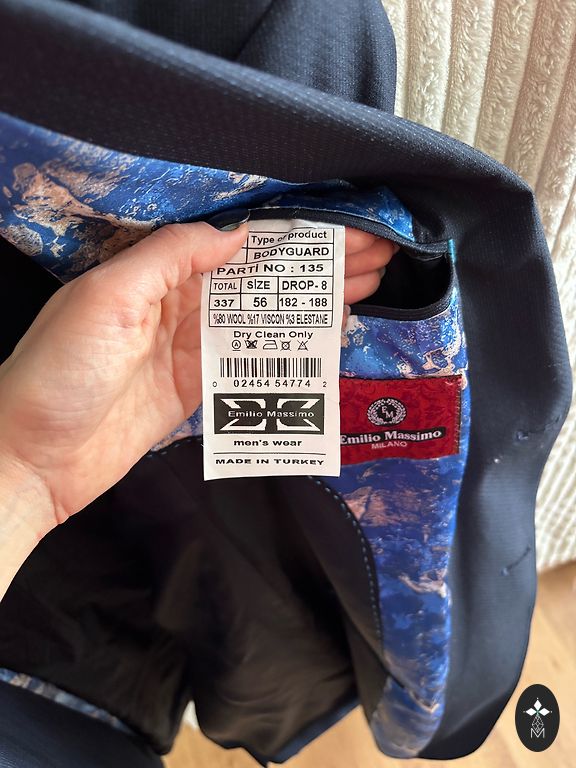 Type of product
BODYGUARD
PARTİ NO : 135
TOTAL SİZE DROP- 8
337 56 182 - 188
%80 WOOL %17 VISCON %3 ELESTANE
Dry Clean Only
0 02454 54774 2
Emilio Massimo
men's wear
MADE IN TURKEY
EM
Emilio Massimo
MILANO